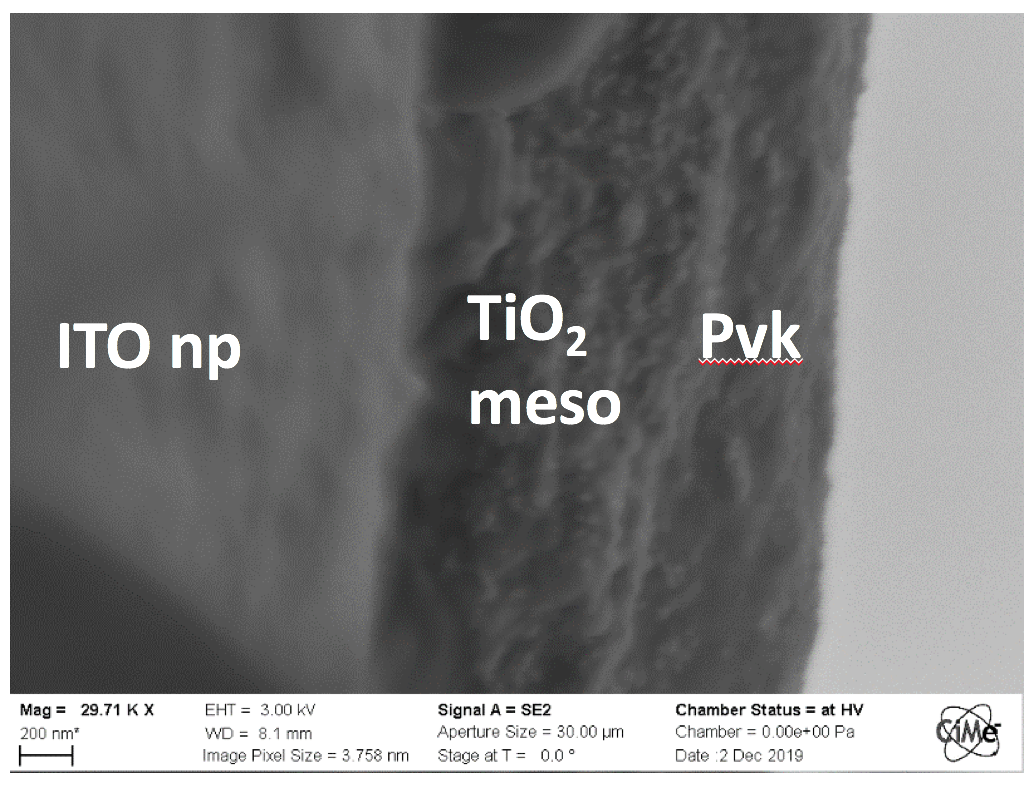 ITO np
TiO₂
meso
Pvk
Mag = 29.71 K X
200 nm*
EHT = 3.00 kV
WD = 8.1 mm
Image Pixel Size = 3.758 nm
Signal A = SE2
Aperture Size = 30.00 µm
Stage at T = 0.0 °
Chamber Status = at HV
Chamber = 0.00e+00 Pa
Date :2 Dec 2019
CiMe